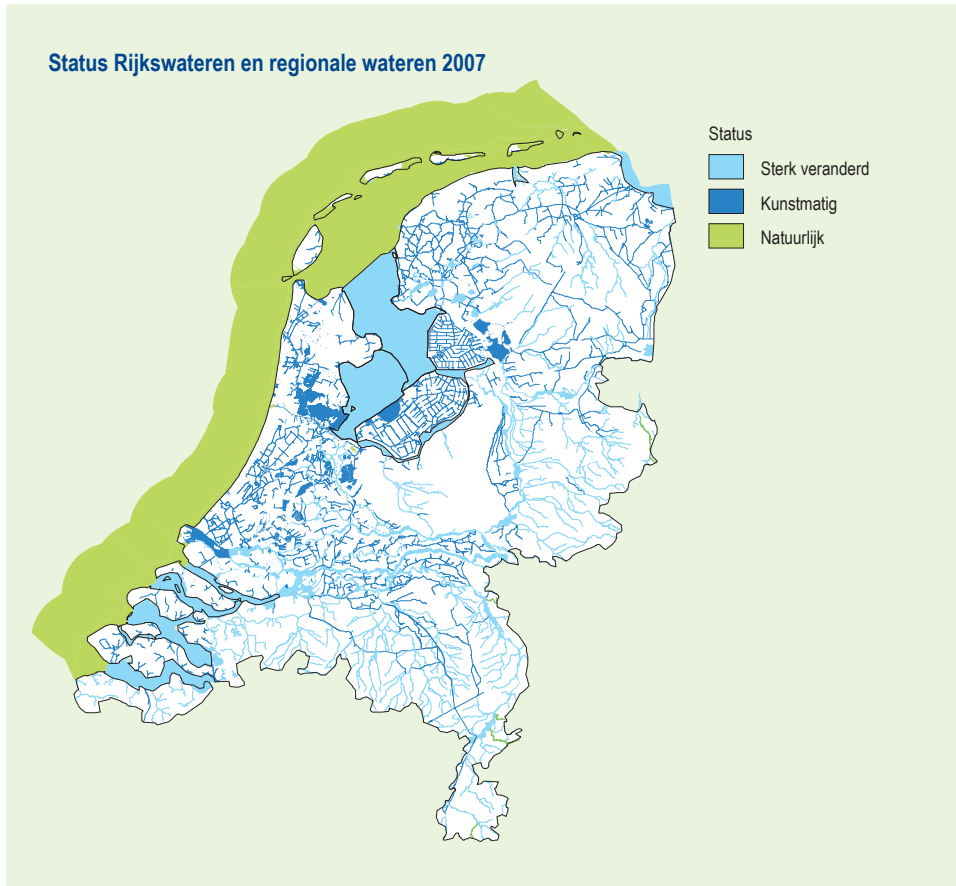 Status Rijkswateren en regionale wateren 2007
Status
Sterk veranderd
Kunstmatig
Natuurlijk